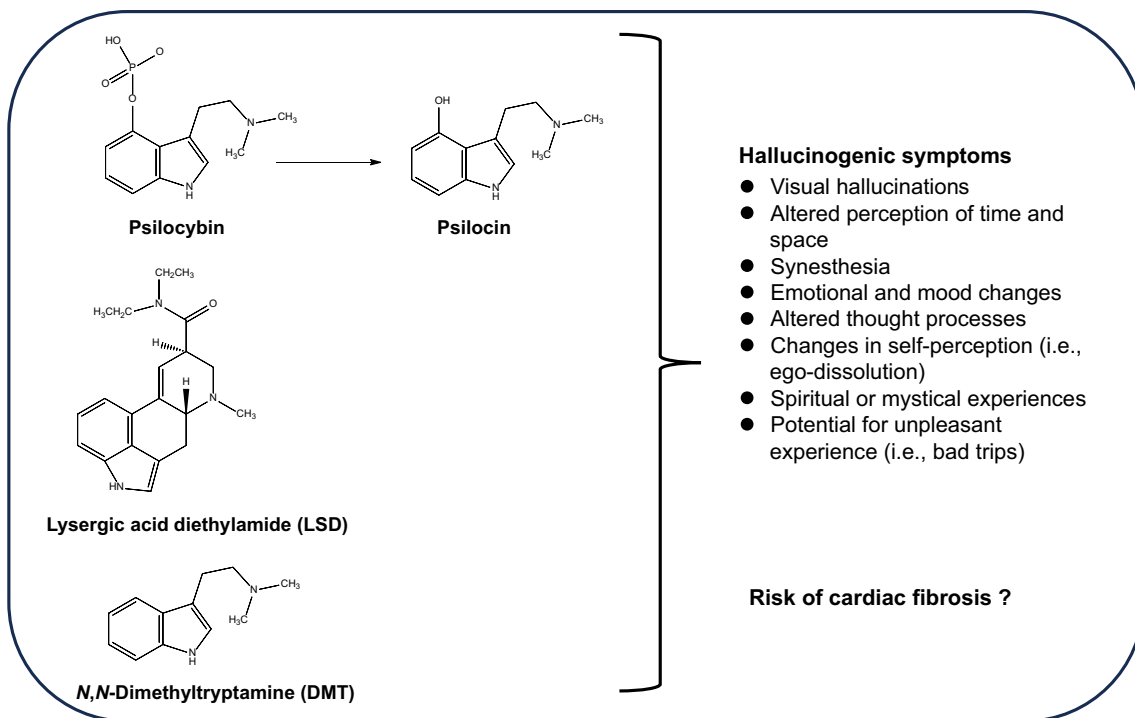 HO
O
P
O
O
N
CH₃
H₃C
N
H
Psilocybin
OH
N
CH₃
H₃C
N
H
Psilocin
CH₂CH₃
H₃CH₂C
N
O
H
H
N
CH₃
HN
Lysergic acid diethylamide (LSD)
N
CH₃
H₃C
N
H
N,N-Dimethyltryptamine (DMT)
Hallucinogenic symptoms
● Visual hallucinations
● Altered perception of time and
space
● Synesthesia
● Emotional and mood changes
● Altered thought processes
● Changes in self-perception (i.e.,
ego-dissolution)
● Spiritual or mystical experiences
● Potential for unpleasant
experience (i.e., bad trips)
Risk of cardiac fibrosis ?